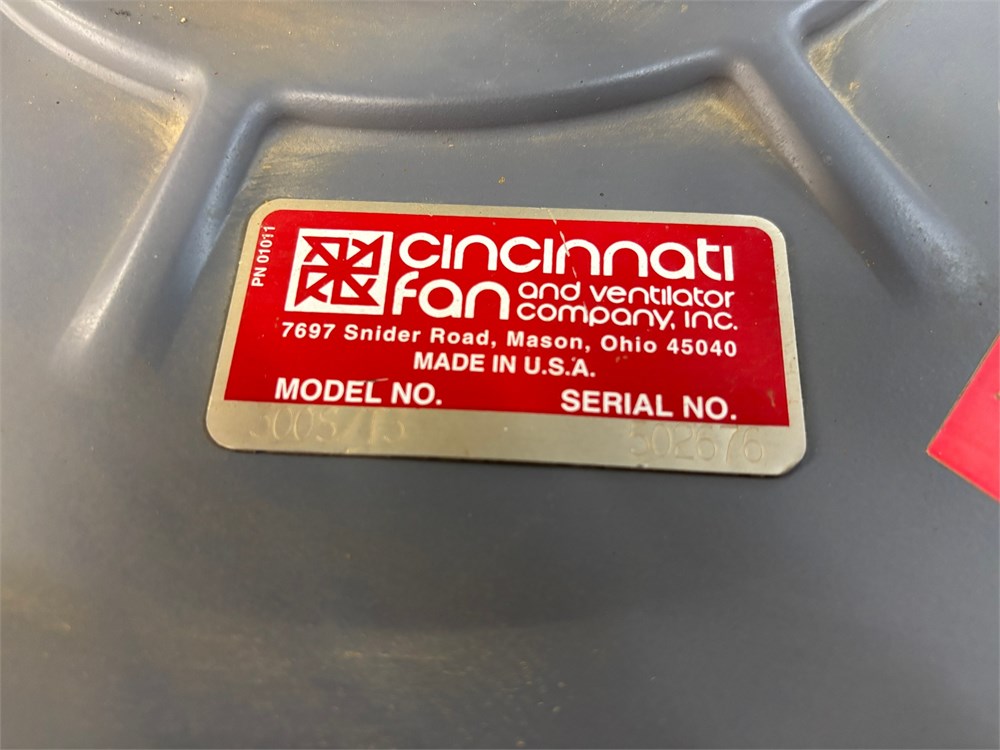 PN 01011
cincinnati
fan and ventilator
company, inc.
7697 Snider Road, Mason, Ohio 45040
MADE IN U.S.A.
MODEL NO. SERIAL NO.
502676